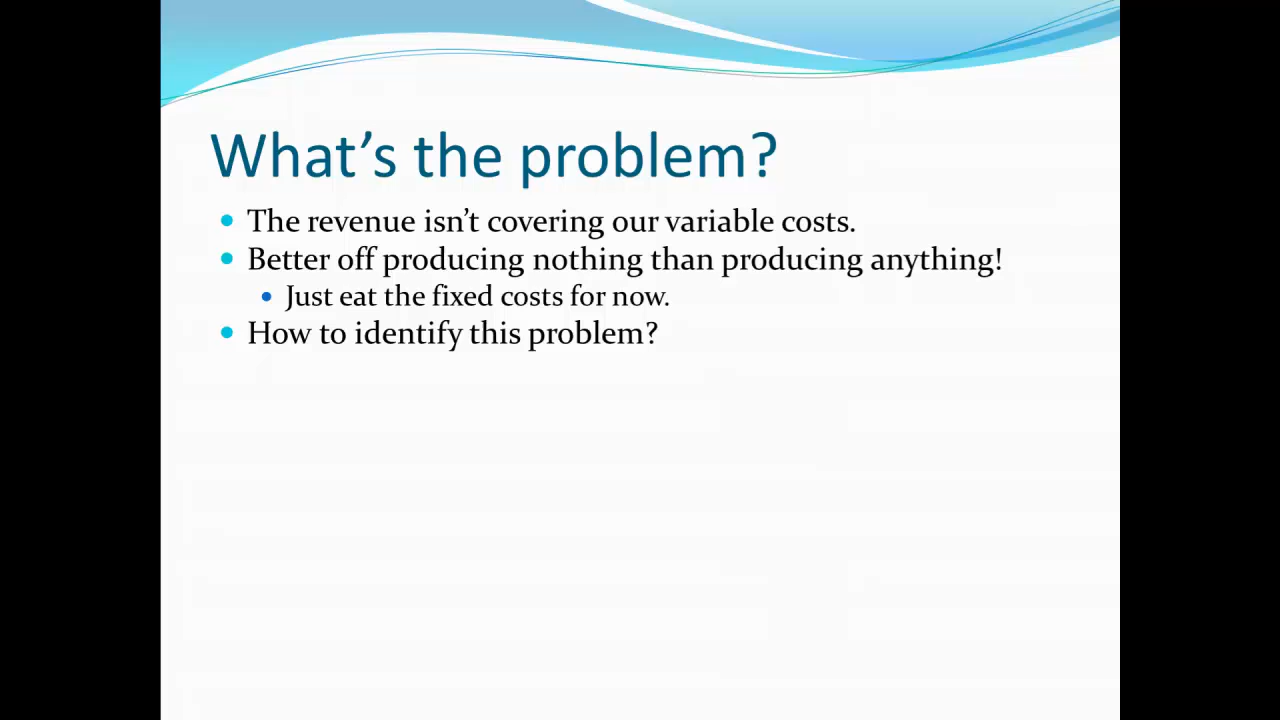 What’s the problem?
The revenue isn’t covering our variable costs.
Better off producing nothing than producing anything!
Just eat the fixed costs for now.
How to identify this problem?